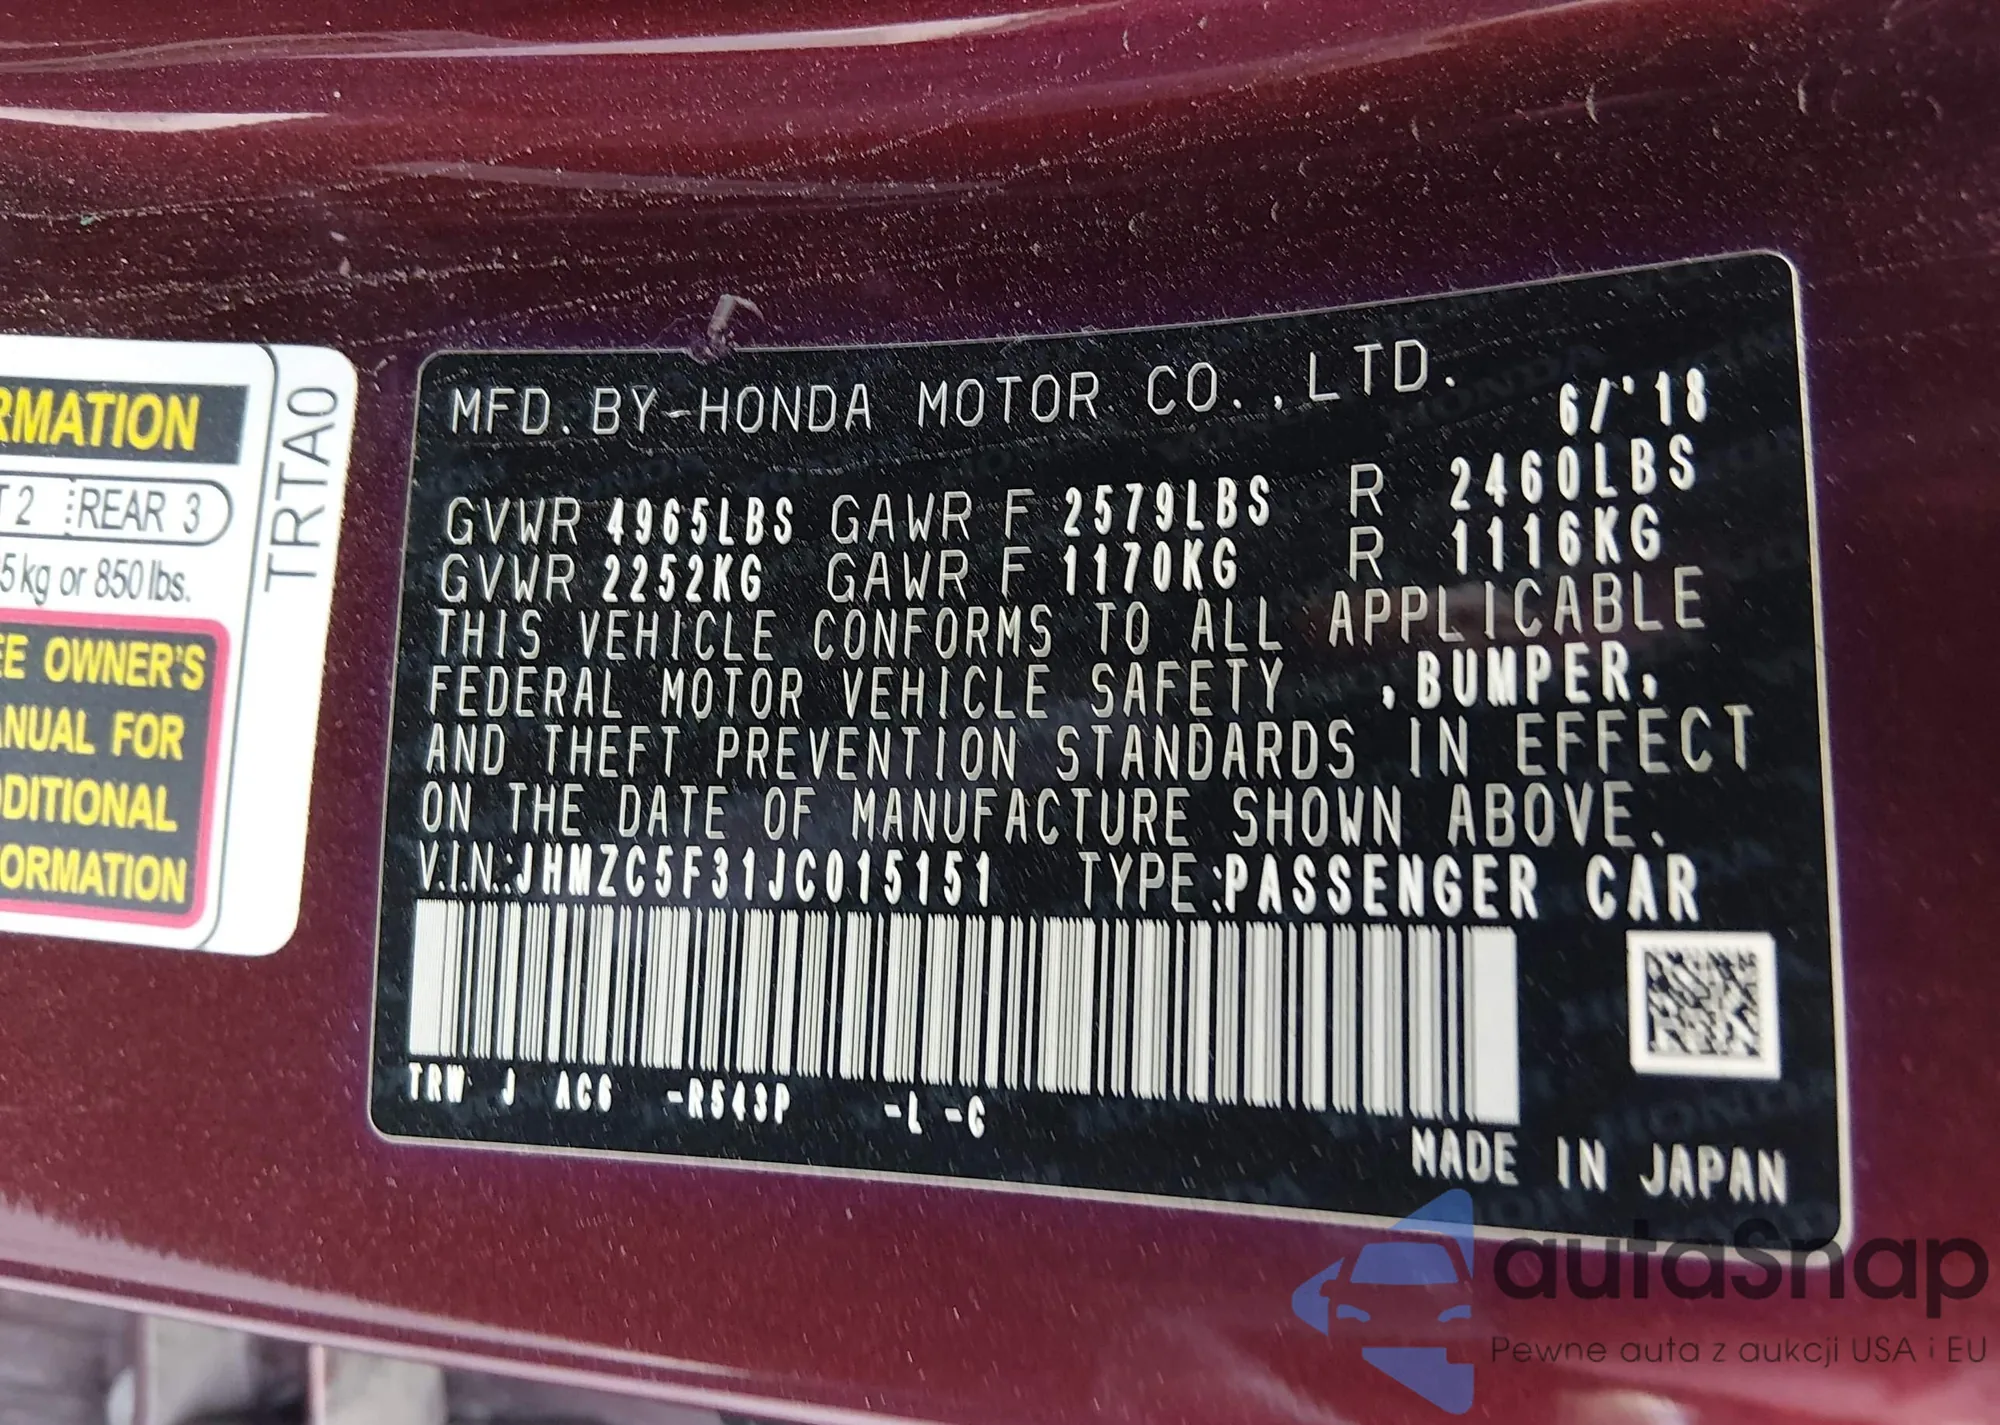 RMATION
T 2 REAR 3
5 kg or 850 lbs.
EE OWNER'S
ANUAL FOR
DDITIONAL
FORMATION
TRTA0
MFD. BY-HONDA MOTOR CO., LTD.
6/'18
GVWR 4965LBS GAWR F 2579LBS R 2460LBS
GVWR 2252KG GAWR F 1170KG R 1116KG
THIS VEHICLE CONFORMS TO ALL APPLICABLE
FEDERAL MOTOR VEHICLE SAFETY ,BUMPER,
AND THEFT PREVENTION STANDARDS IN EFFECT
ON THE DATE OF MANUFACTURE SHOWN ABOVE.
V.I.N.:JHMZC5F31JC015151 TYPE:PASSENGER CAR
TRW J AC6 -R543P -L -G
MADE IN JAPAN
autaSnap
Pewne auta z aukcji USA i EU